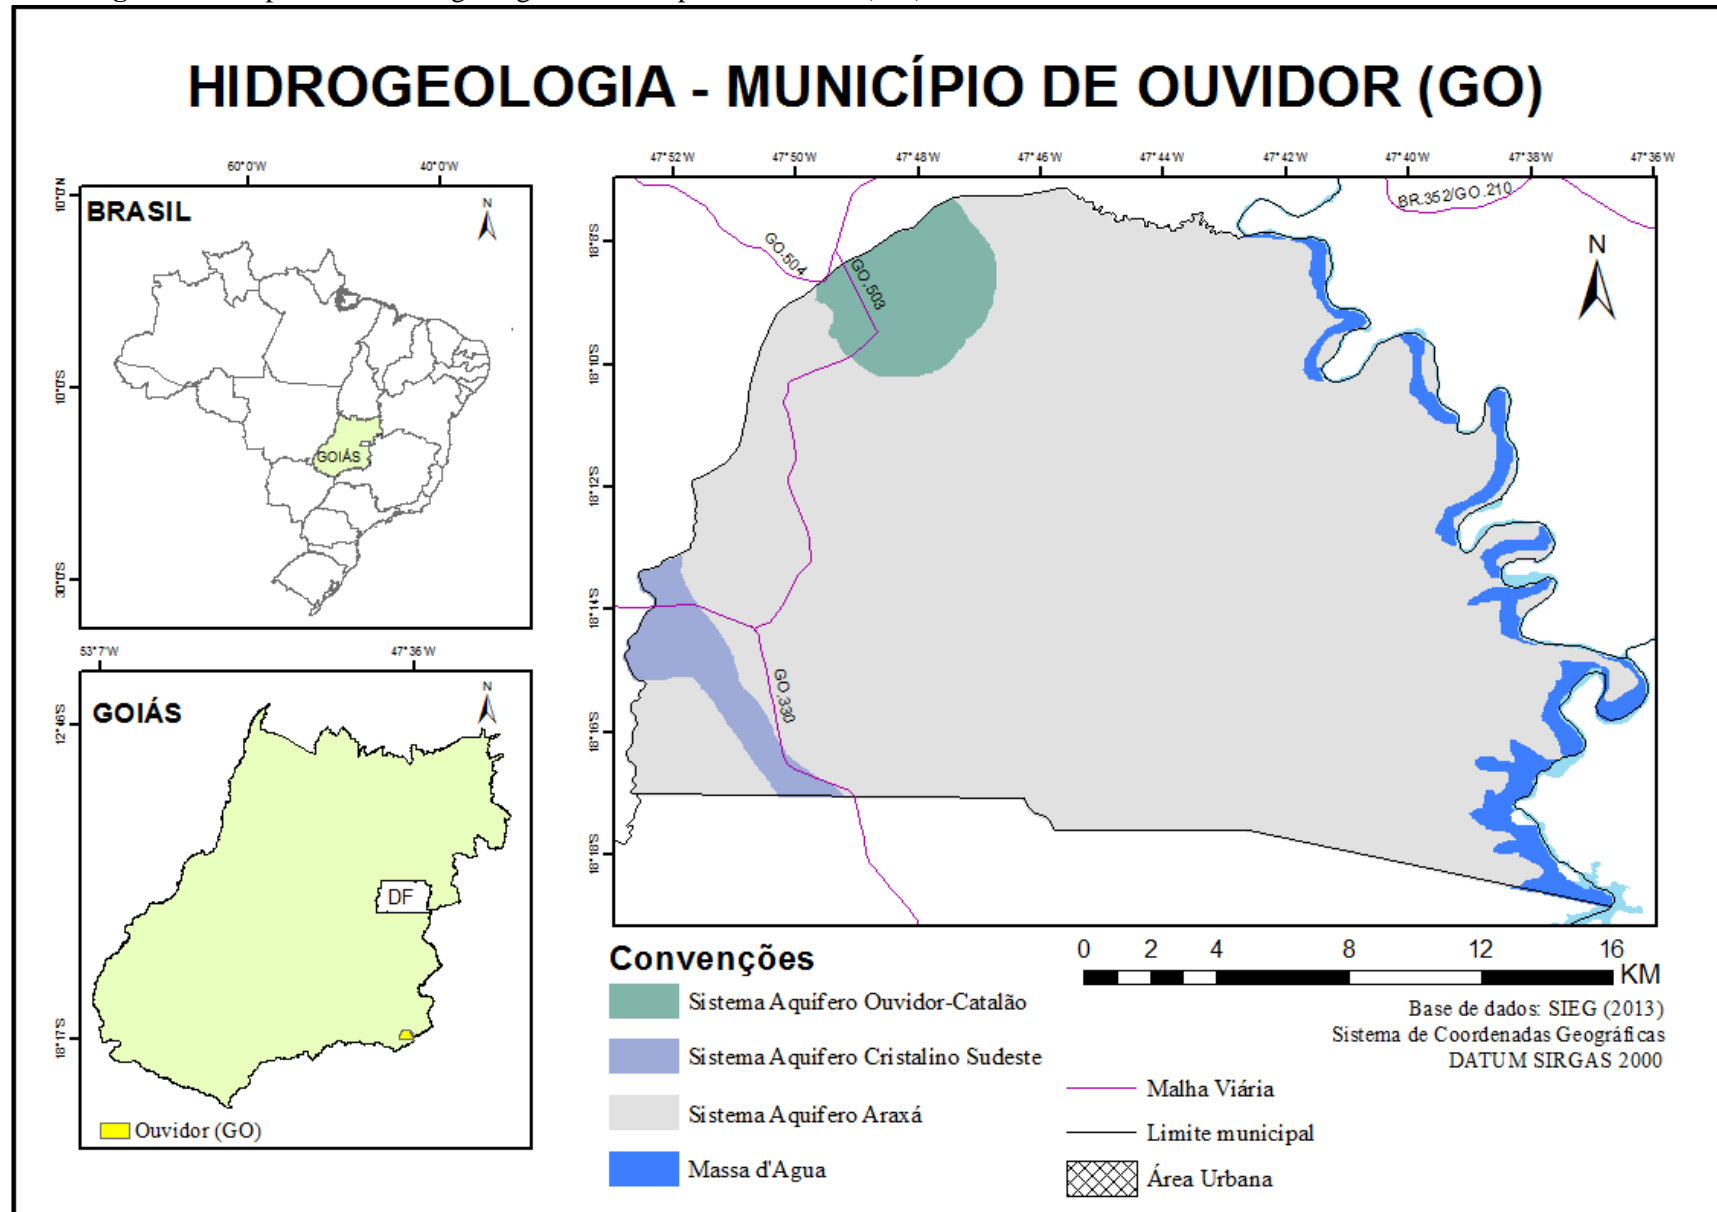 HIDROGEOLOGIA - MUNICÍPIO DE OUVIDOR (GO)
60°0'W 40°0'W
10°0'N
10°0'S
30°0'S
BRASIL
N
GOIÁS
53°7'W 47°36'W
12°46'S
18°17'S
GOIÁS
N
DF
Ouvidor (GO)
47°52'W 47°50'W 47°48'W 47°46'W 47°44'W 47°42'W 47°40'W 47°38'W 47°36'W
18°8'S
18°10'S
18°12'S
18°14'S
18°16'S
18°18'S
BR.352/GO.210
GO.504
GO.503
GO.330
N
Convenções
Sistema Aquifero Ouvidor-Catalão
Sistema Aquifero Cristalino Sudeste
Sistema Aquifero Araxá
Massa d'Agua
0 2 4 8 12 16
KM
Base de dados: SIEG (2013)
Sistema de Coordenadas Geográficas
DATUM SIRGAS 2000
Malha Viária
Limite municipal
Área Urbana